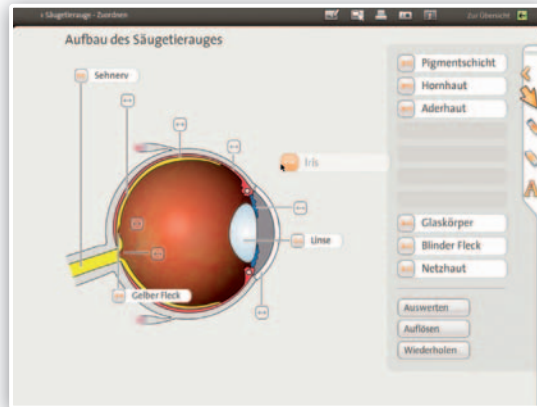 ‹ Säugetierauge - Zuordnen
Zur Übersicht
Aufbau des Säugetierauges
Sehnerv
Iris
Linse
Gelber Fleck
Pigmentschicht
Hornhaut
Aderhaut
Glaskörper
Blinder Fleck
Netzhaut
Auswerten
Auflösen
Wiederholen